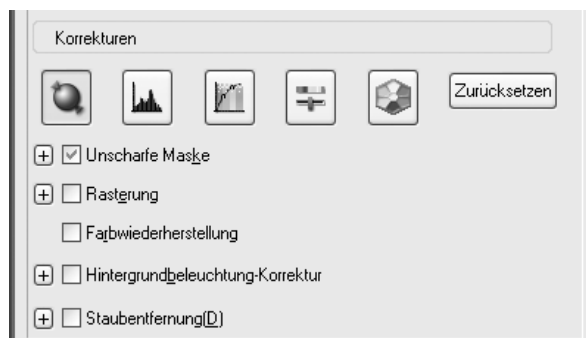 Korrekturen
Zurücksetzen
Unscharfe Maske
Rasterung
Farbwiederherstellung
Hintergrundbeleuchtung-Korrektur
Staubentfernung(D)